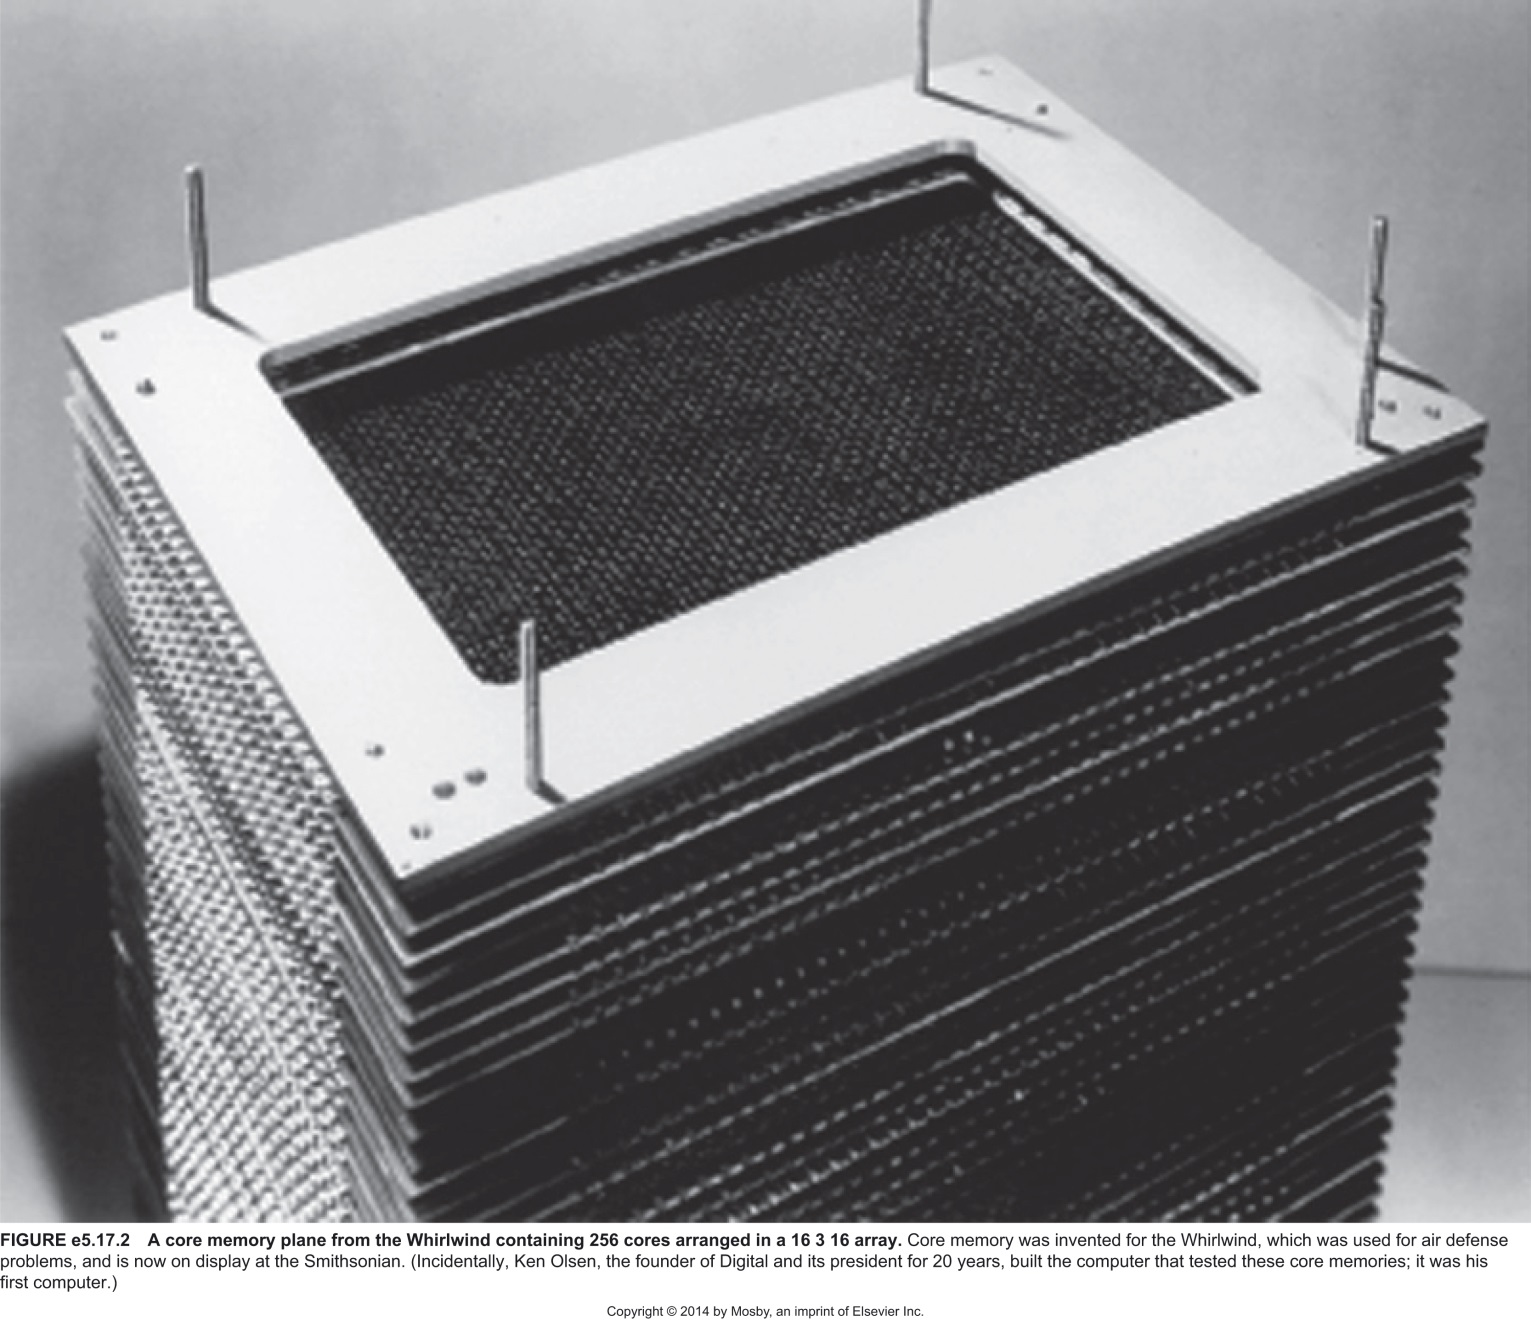 FIGURE e5.17.2 A core memory plane from the Whirlwind containing 256 cores arranged in a 16 3 16 array. Core memory was invented for the Whirlwind, which was used for air defense
problems, and is now on display at the Smithsonian. (Incidentally, Ken Olsen, the founder of Digital and its president for 20 years, built the computer that tested these core memories; it was his
first computer.)
Copyright © 2014 by Mosby, an imprint of Elsevier Inc.